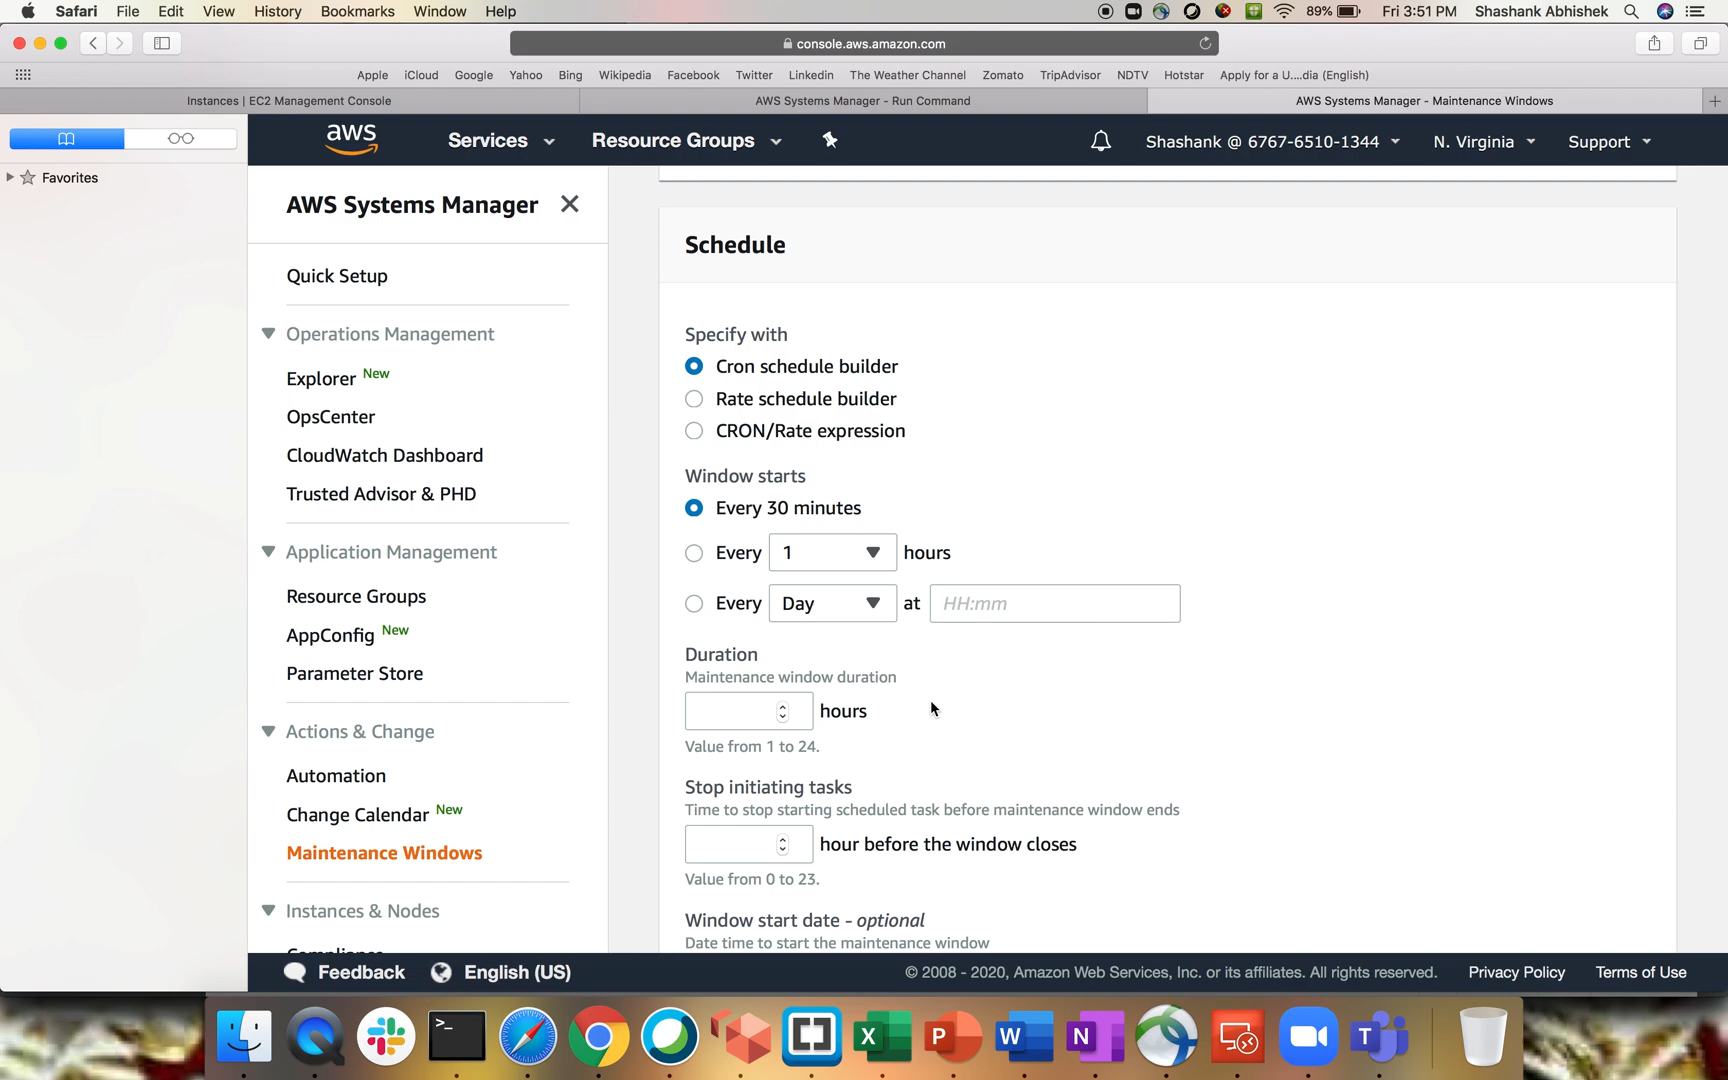 Safari File Edit View History Bookmarks Window Help 89% Fri 3:51 PM Shashank Abhishek
console.aws.amazon.com
Apple iCloud Google Yahoo Bing Wikipedia Facebook Twitter Linkedin The Weather Channel Zomato TripAdvisor NDTV Hotstar Apply for a U....dia (English)
Instances | EC2 Management Console AWS Systems Manager - Run Command AWS Systems Manager - Maintenance Windows
aws Services Resource Groups Shashank @ 6767-6510-1344 N. Virginia Support
Favorites
AWS Systems Manager
Quick Setup
Operations Management
Explorer New
OpsCenter
CloudWatch Dashboard
Trusted Advisor & PHD
Application Management
Resource Groups
AppConfig New
Parameter Store
Actions & Change
Automation
Change Calendar New
Maintenance Windows
Instances & Nodes
Compliance
Schedule
Specify with
Cron schedule builder
Rate schedule builder
CRON/Rate expression
Window starts
Every 30 minutes
Every 1 hours
Every Day at HH:mm
Duration
Maintenance window duration
hours
Value from 1 to 24.
Stop initiating tasks
Time to stop starting scheduled task before maintenance window ends
hour before the window closes
Value from 0 to 23.
Window start date - optional
Date time to start the maintenance window
Feedback English (US) © 2008 - 2020, Amazon Web Services, Inc. or its affiliates. All rights reserved. Privacy Policy Terms of Use